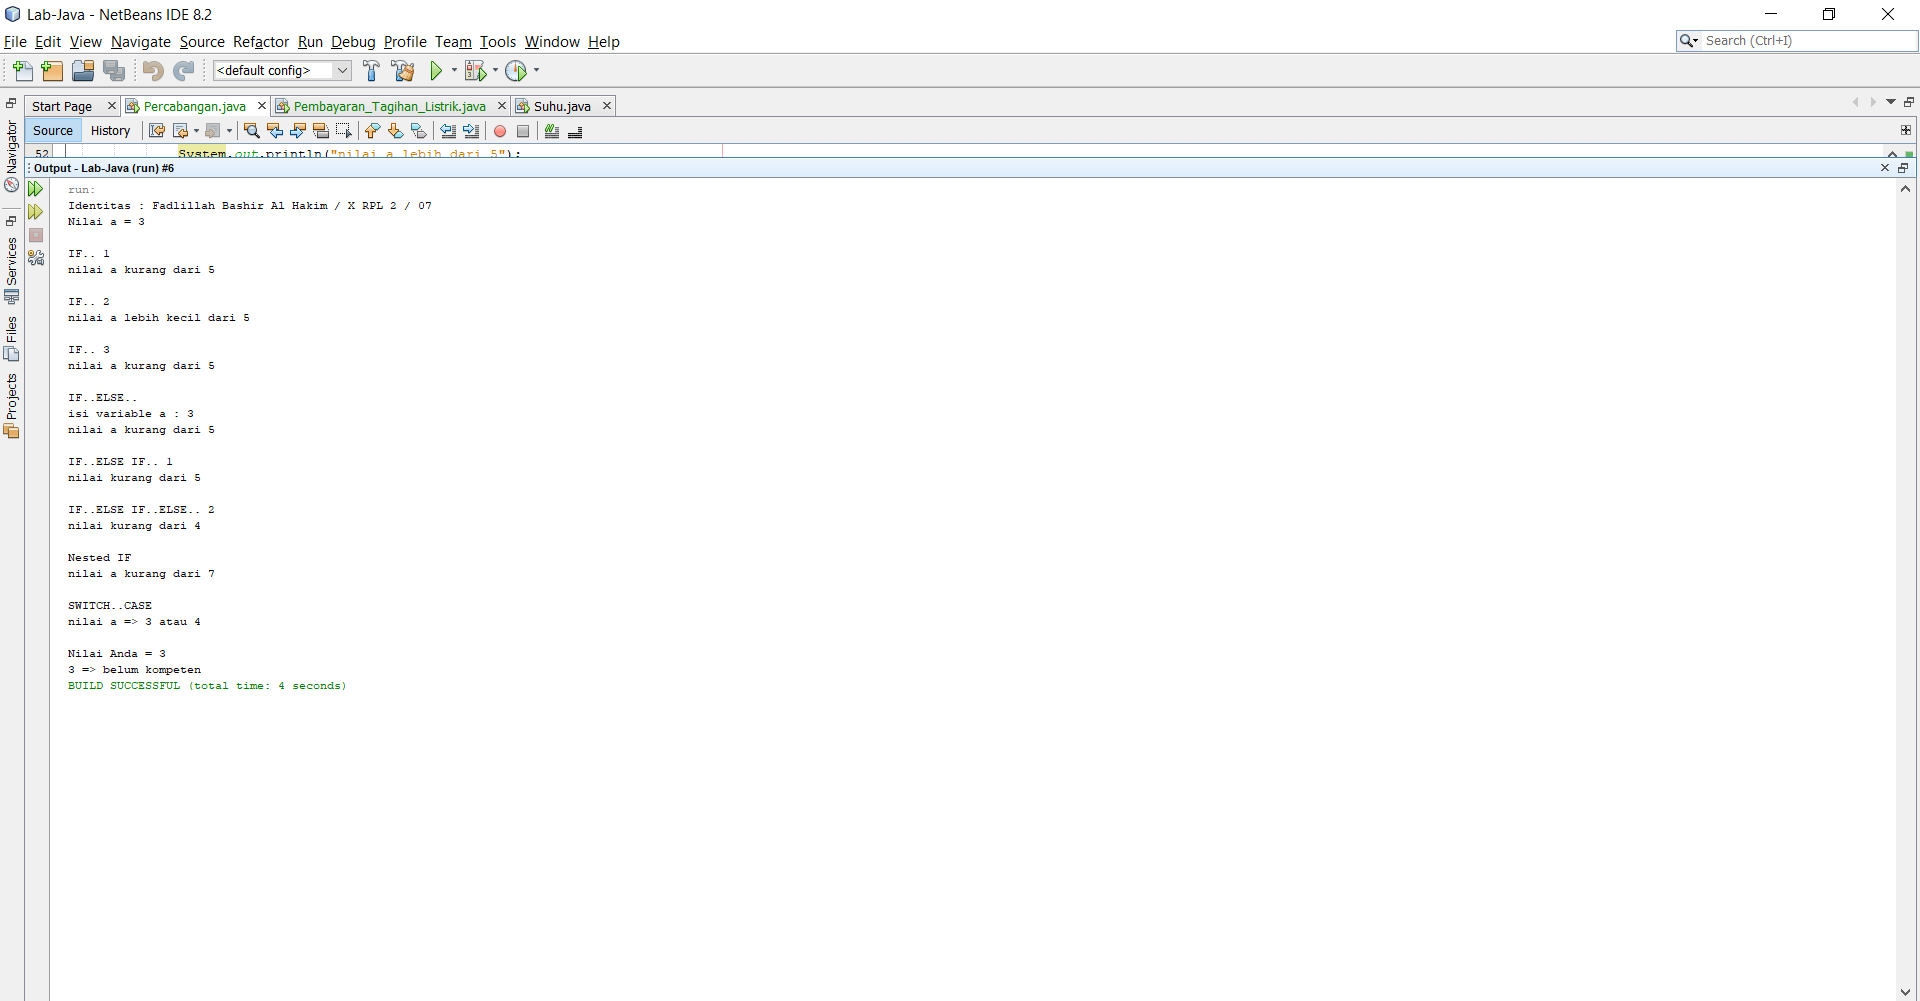 Lab-Java - NetBeans IDE 8.2
File Edit View Navigate Source Refactor Run Debug Profile Team Tools Window Help
Search (Ctrl+I)
<default config>
Start Page Percabangan.java Pembayaran_Tagihan_Listrik.java Suhu.java
Source History
52 System.out.println("nilai a lebih dari 5");
Output - Lab-Java (run) #6
Navigator
Services
Files
Projects
run:
Identitas : Fadlillah Bashir Al Hakim / X RPL 2 / 07
Nilai a = 3
IF.. 1
nilai a kurang dari 5
IF.. 2
nilai a lebih kecil dari 5
IF.. 3
nilai a kurang dari 5
IF..ELSE..
isi variable a : 3
nilai a kurang dari 5
IF..ELSE IF.. 1
nilai kurang dari 5
IF..ELSE IF..ELSE.. 2
nilai kurang dari 4
Nested IF
nilai a kurang dari 7
SWITCH..CASE
nilai a => 3 atau 4
Nilai Anda = 3
3 => belum kompeten
BUILD SUCCESSFUL (total time: 4 seconds)